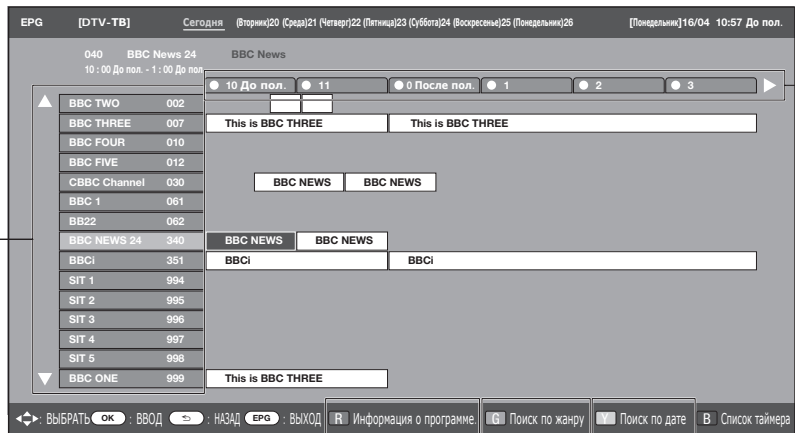 EPG [DTV-TB] Сегодня (Вторник)20 (Среда)21 (Четверг)22 (Пятница)23 (Суббота)24 (Воскресенье)25 (Понедельник)26 [Понедельник]16/04 10:57 До пол.
040 BBC News 24 BBC News
10 : 00 До пол. - 1 : 00 До пол
10 До пол. 11 0 После пол. 1 2 3
BBC TWO 002
BBC THREE 007 This is BBC THREE This is BBC THREE
BBC FOUR 010
BBC FIVE 012
CBBC Channel 030 BBC NEWS BBC NEWS
BBC 1 061
BB22 062
BBC NEWS 24 340 BBC NEWS BBC NEWS
BBCi 351 BBCi BBCi
SIT 1 994
SIT 2 995
SIT 3 996
SIT 4 997
SIT 5 998
BBC ONE 999 This is BBC THREE
: ВЫБРАТЬ OK : ВВОД : НАЗАД EPG : ВЫХОД R Информация о программе. G Поиск по жанру Y Поиск по дате B Список таймера